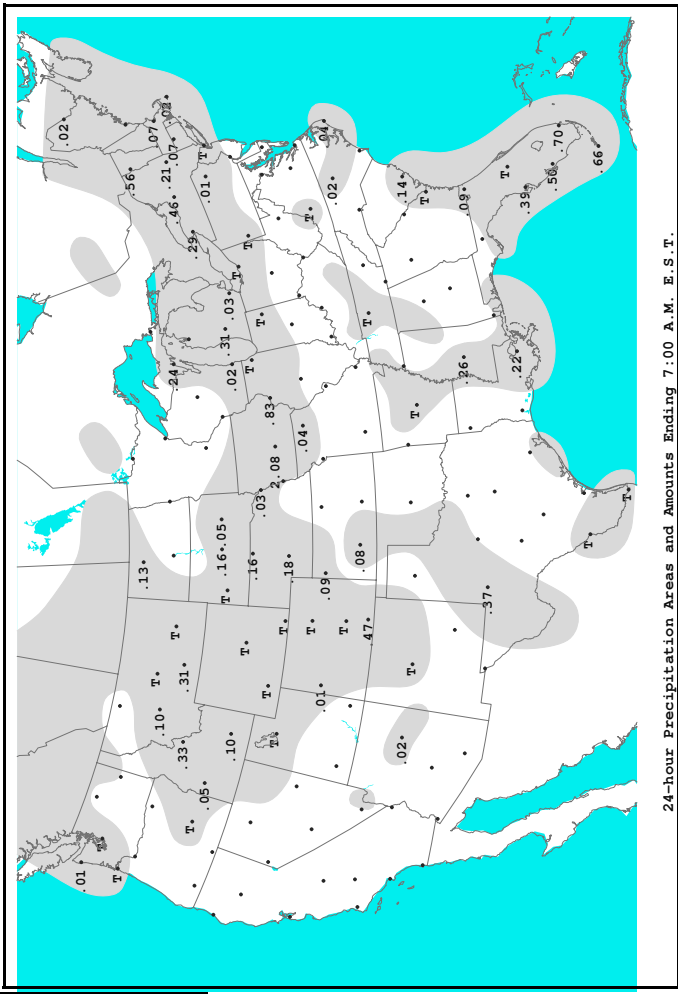 .02
.01
T
T
.56
.13
.07
T
.10
.02
.21
.07
.46
.24
T
.33
.31
T
.29
T
.05
.01
.05
.16
.31
T
.03
.10
.02
T
T
T
T
.16
T
.03
T
.83
T
2.08
T
.18
.04
T
T
.01
.04
.09
.02
T
.08
T
.47
.14
.02
T
T
T
.26
.09
.37
T
.22
.39
.50
.70
T
.66
T
24-hour Precipitation Areas and Amounts Ending 7:00 A.M. E.S.T.